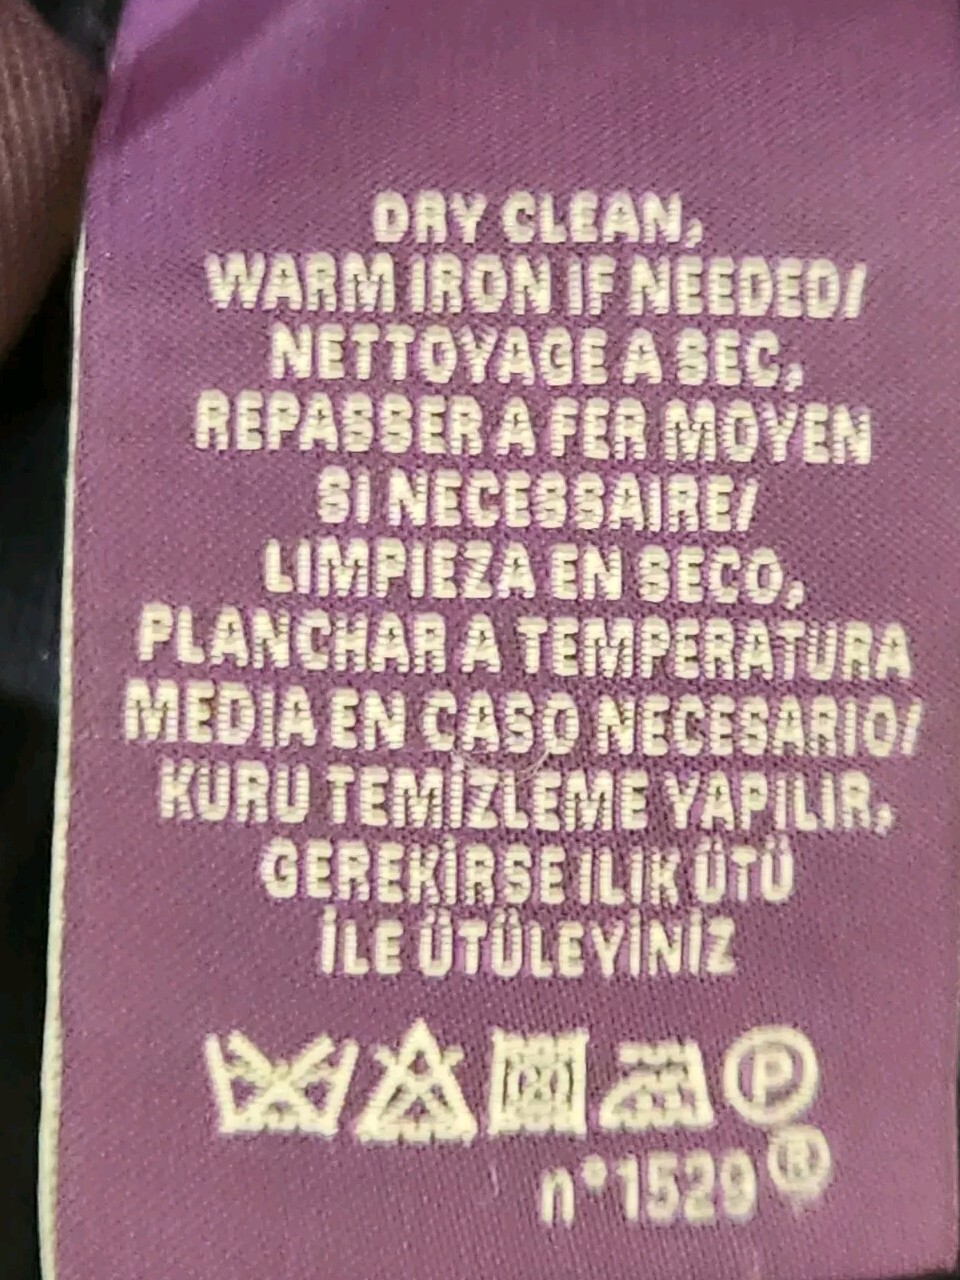 DRY CLEAN,
WARM IRON IF NEEDED/
NETTOYAGE A SEC,
REPASSER A FER MOYEN
SI NECESSAIRE/
LIMPIEZA EN SECO,
PLANCHAR A TEMPERATURA
MEDIA EN CASO NECESARIO/
KURU TEMİZLEME YAPILIR,
GEREKİRSE ILIK ÜTÜ
İLE ÜTÜLEYİNİZ
P
n°1529 ®